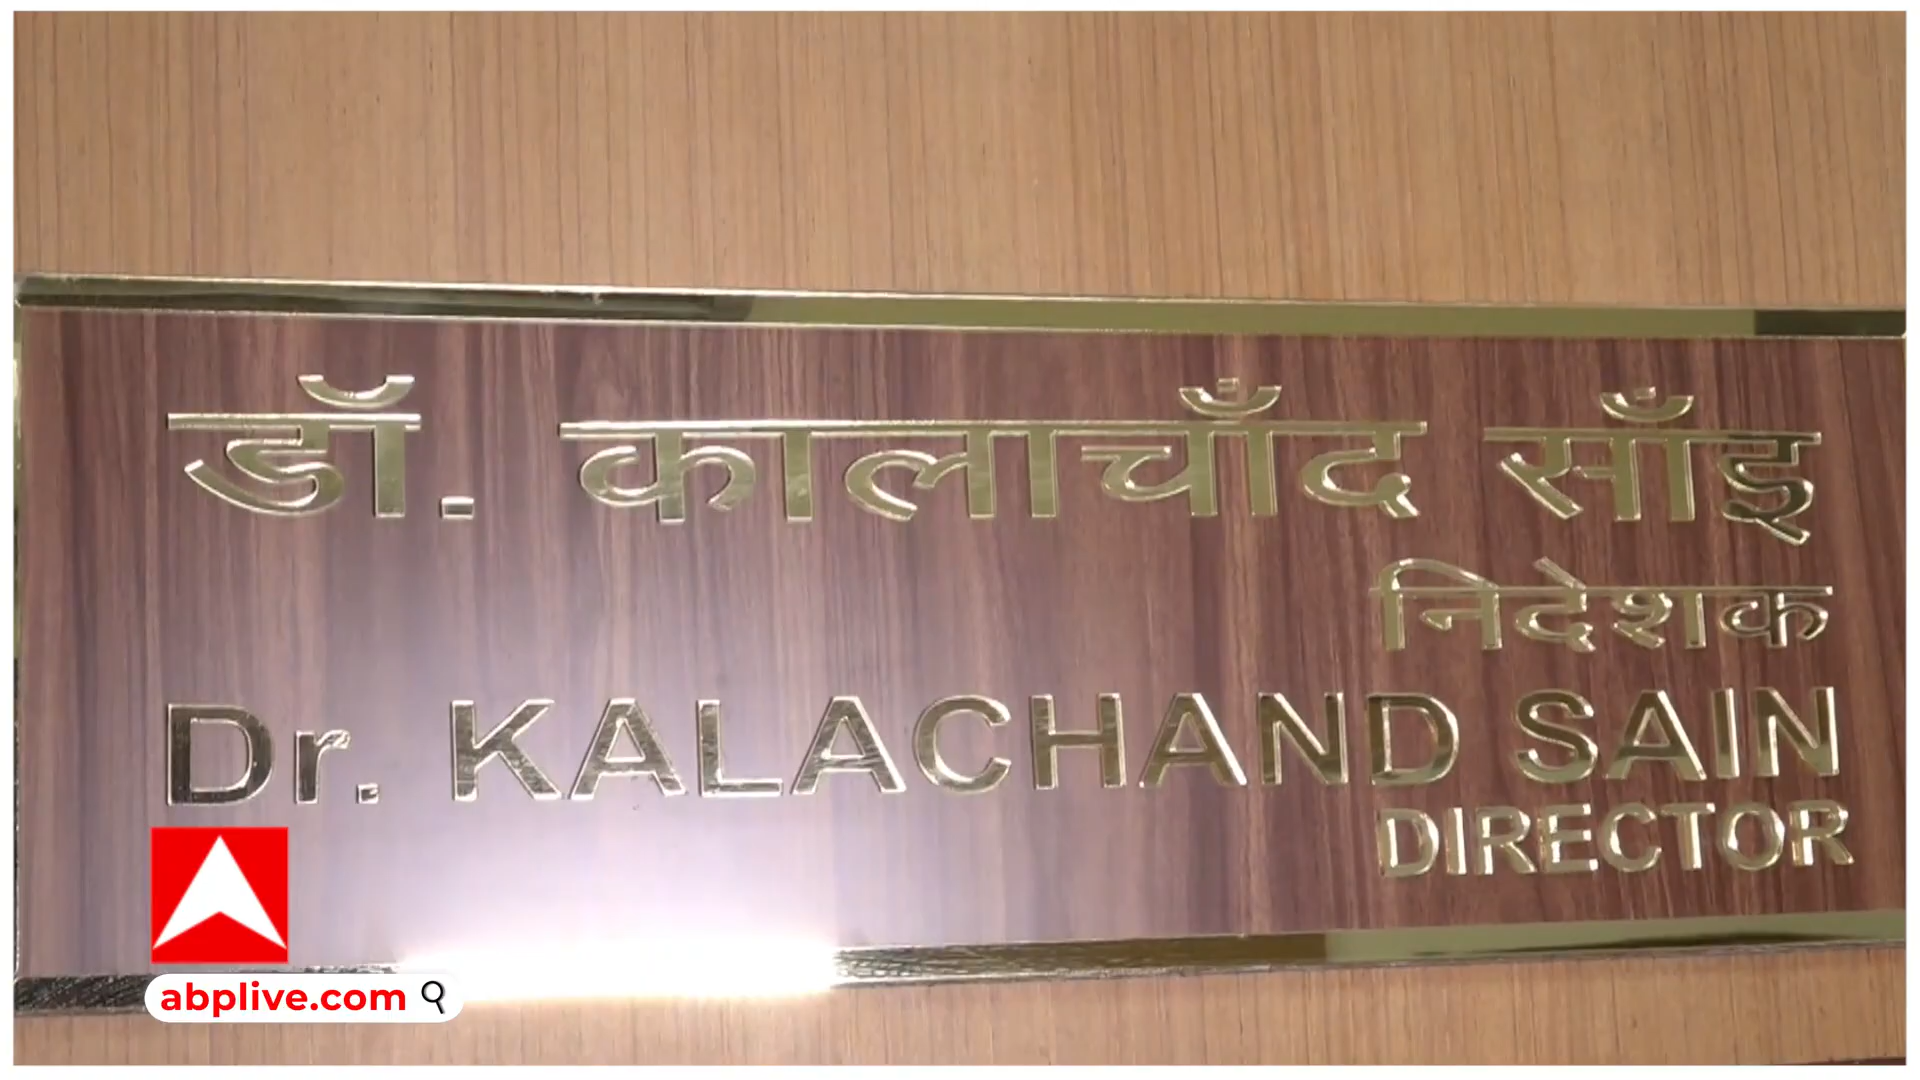 डॉ. कालाचाँद साँइ
निदेशक
Dr. KALACHAND SAIN
DIRECTOR
abplive.com